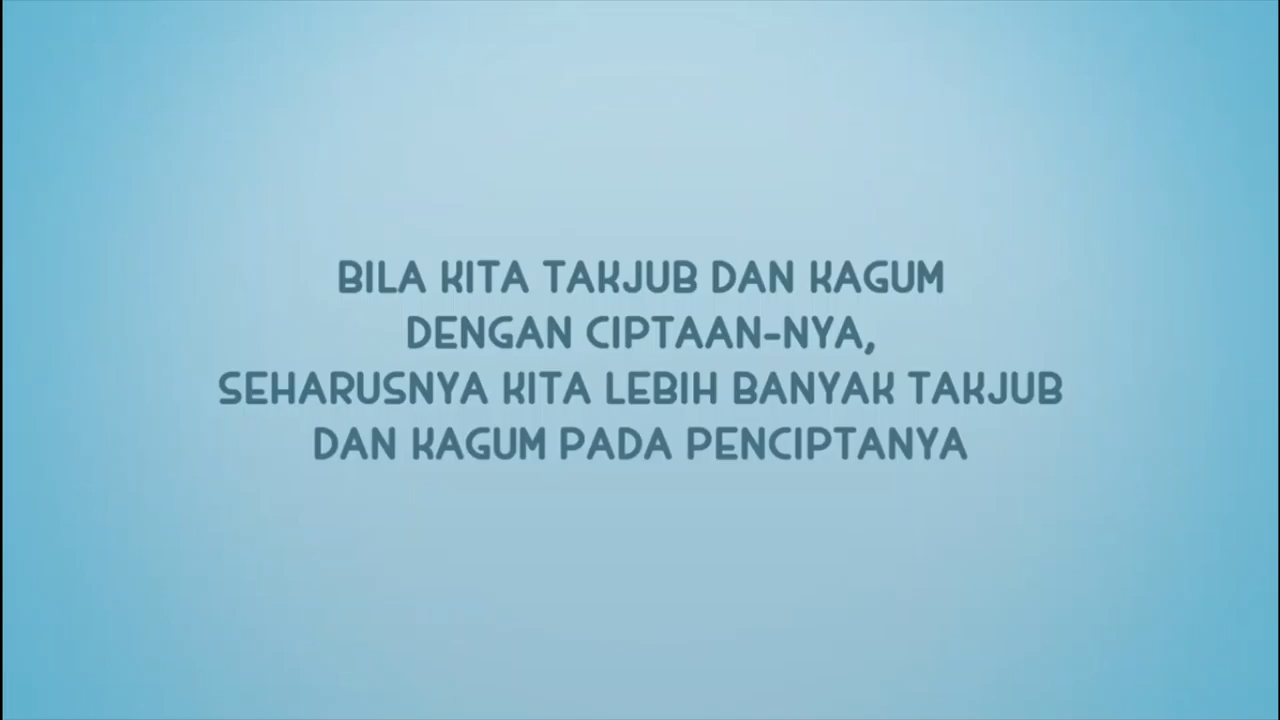 BILA KITA TAKJUB DAN KAGUM
DENGAN CIPTAAN-NYA,
SEHARUSNYA KITA LEBIH BANYAK TAKJUB
DAN KAGUM PADA PENCIPTANYA